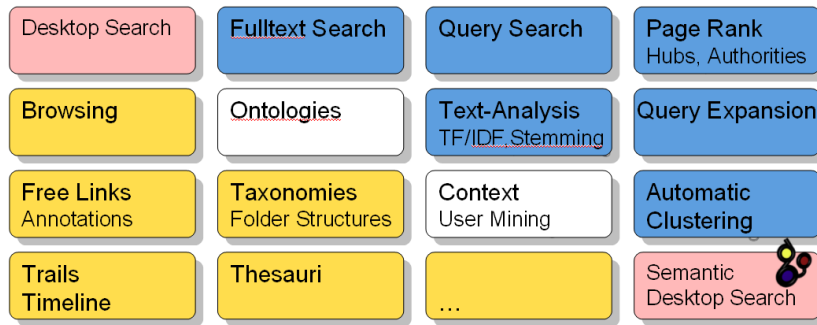 Desktop Search
Fulltext Search
Query Search
Page Rank
Hubs, Authorities
Browsing
Ontologies
Text-Analysis
TF/IDF,Stemming
Query Expansion
Free Links
Annotations
Taxonomies
Folder Structures
Context
User Mining
Automatic
Clustering
Trails
Timeline
Thesauri
...
Semantic
Desktop Search